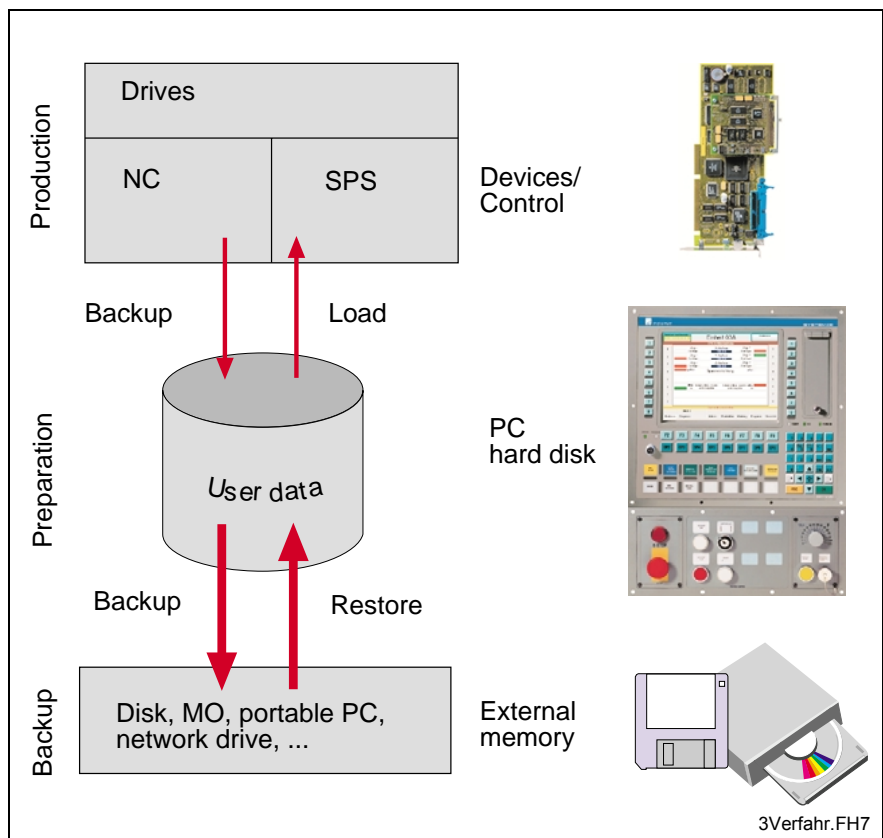 Production
Drives
NC
SPS
Devices/
Control
Backup
Load
Preparation
User data
PC
hard disk
Backup
Restore
Backup
Disk, MO, portable PC,
network drive, ...
External
memory
3Verfahr.FH7